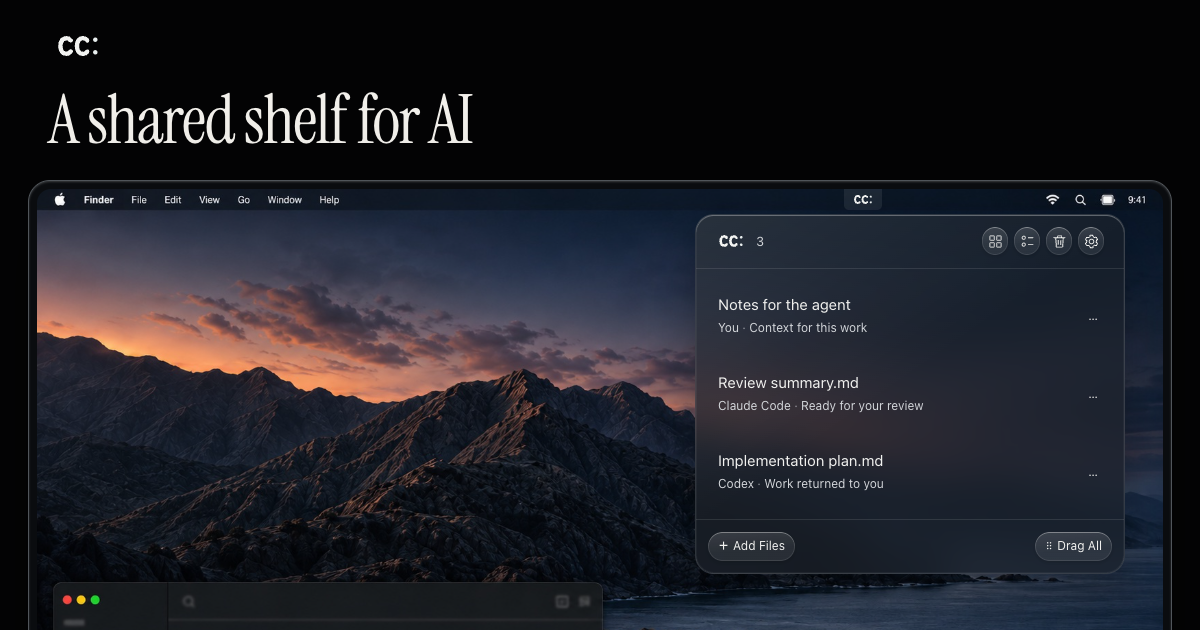 cc:
A shared shelf for AI
Finder File Edit View Go Window Help cc: 9:41
cc: 3
Notes for the agent
You · Context for this work
...
Review summary.md
Claude Code · Ready for your review
...
Implementation plan.md
Codex · Work returned to you
...
+ Add Files
Drag All